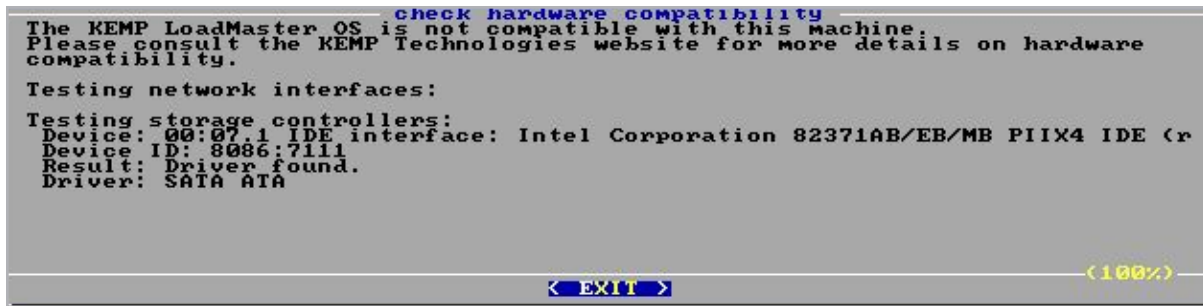 check hardware compatibility
The KEMP LoadMaster OS is not compatible with this machine.
Please consult the KEMP Technologies website for more details on hardware
compatibility.
Testing network interfaces:
Testing storage controllers:
Device: 00:07.1 IDE interface: Intel Corporation 82371AB/EB/MB PIIX4 IDE (r
Device ID: 8086:7111
Result: Driver found.
Driver: SATA ATA
(100%)
< EXIT >